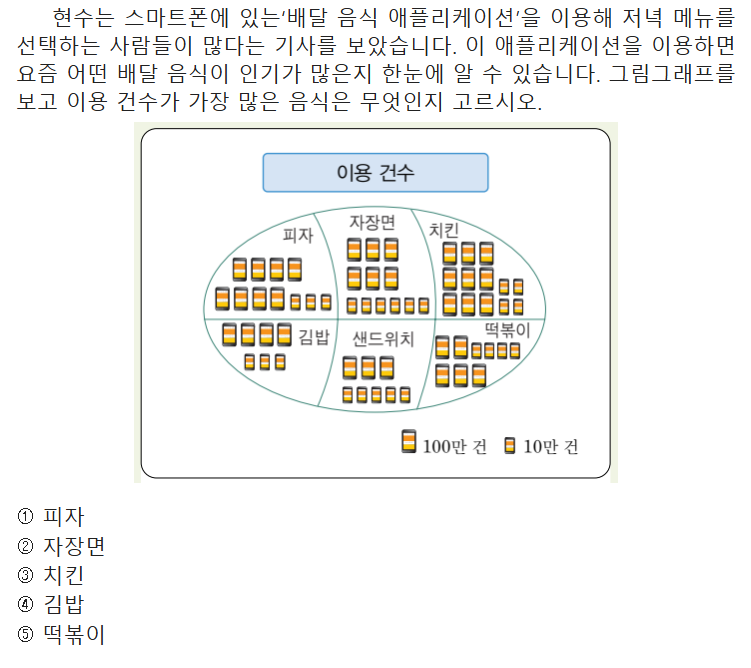 현수는 스마트폰에 있는‘배달 음식 애플리케이션’을 이용해 저녁 메뉴를
선택하는 사람들이 많다는 기사를 보았습니다. 이 애플리케이션을 이용하면
요즘 어떤 배달 음식이 인기가 많은지 한눈에 알 수 있습니다. 그림그래프를
보고 이용 건수가 가장 많은 음식은 무엇인지 고르시오.
이용 건수
피자
자장면
치킨
김밥
샌드위치
떡볶이
100만 건 10만 건
① 피자
② 자장면
③ 치킨
④ 김밥
⑤ 떡볶이